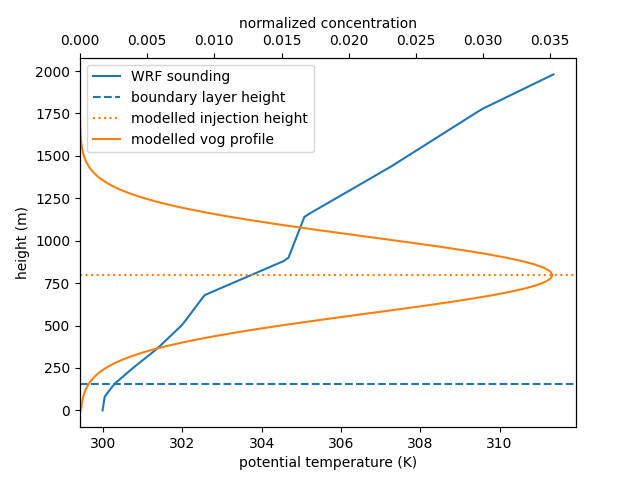 normalized concentration
0.000 0.005 0.010 0.015 0.020 0.025 0.030 0.035
WRF sounding
boundary layer height
modelled injection height
modelled vog profile
height (m)
2000
1750
1500
1250
1000
750
500
250
0
300 302 304 306 308 310
potential temperature (K)